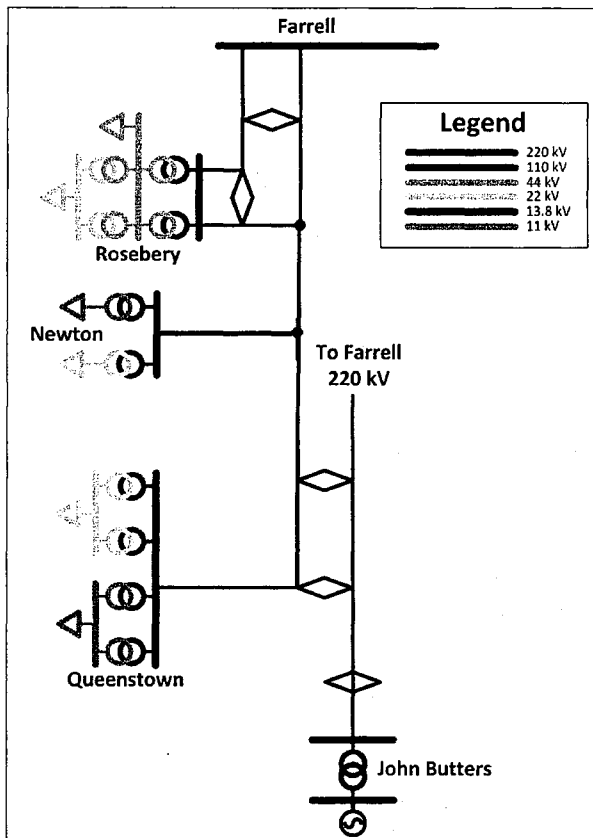 Farrell
Legend
220 kV
110 kV
44 kV
22 kV
13.8 kV
11 kV
Rosebery
Newton
To Farrell
220 kV
Queenstown
John Butters